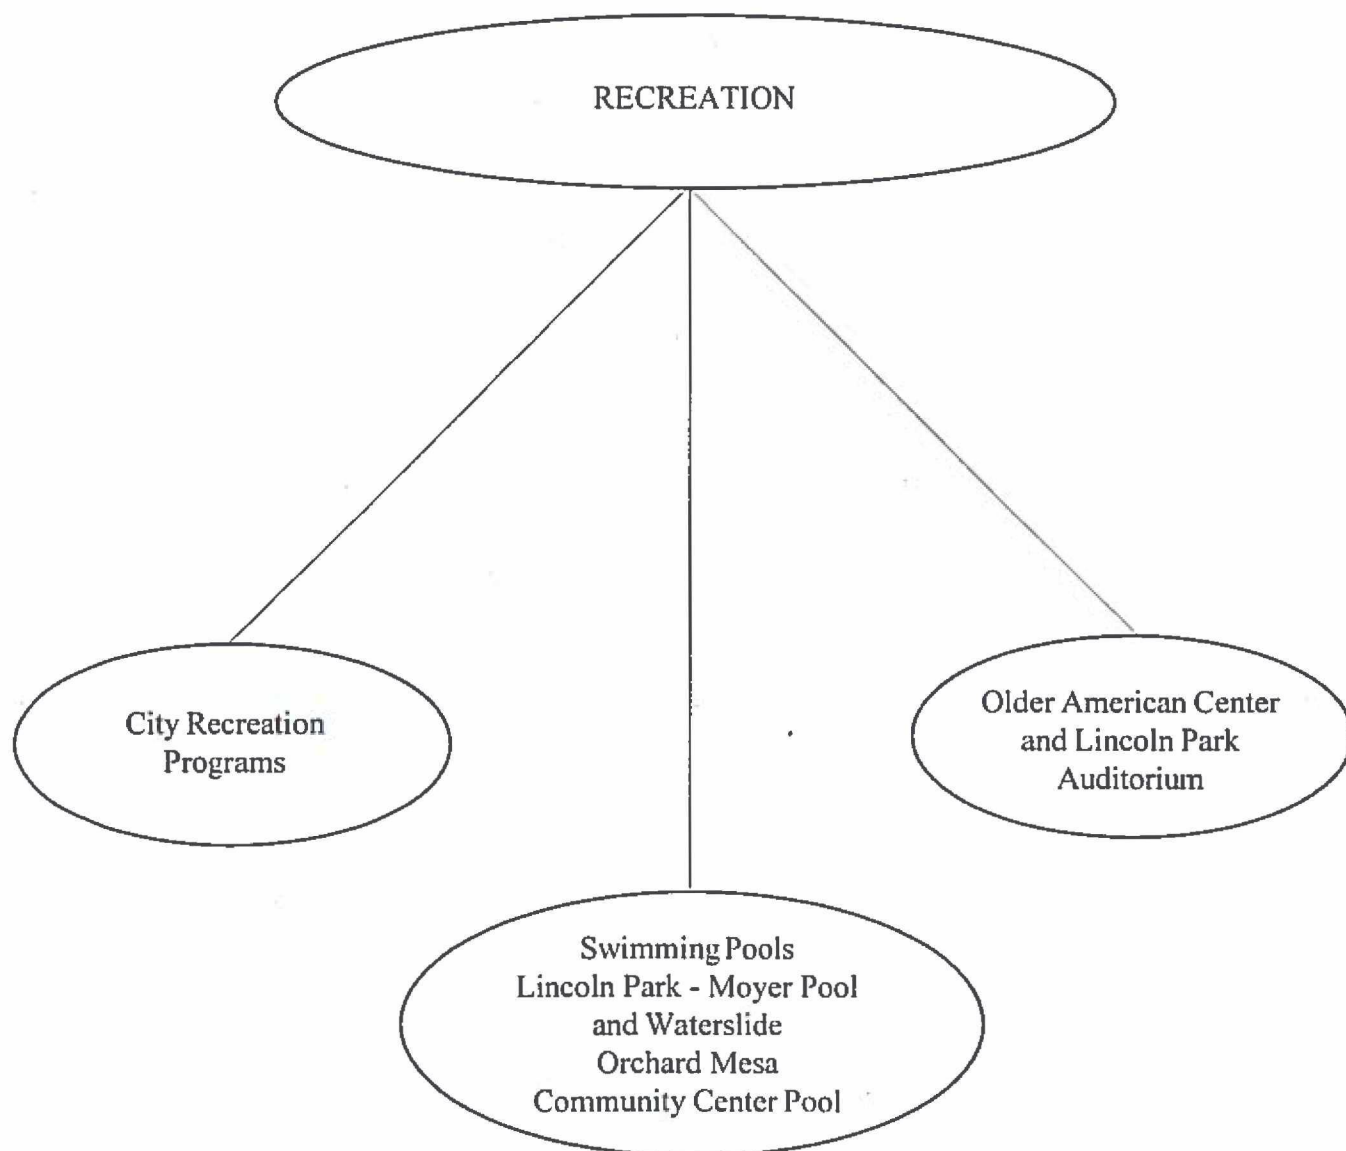 RECREATION
City Recreation
Programs
Older American Center
and Lincoln Park
Auditorium
Swimming Pools
Lincoln Park - Moyer Pool
and Waterslide
Orchard Mesa
Community Center Pool